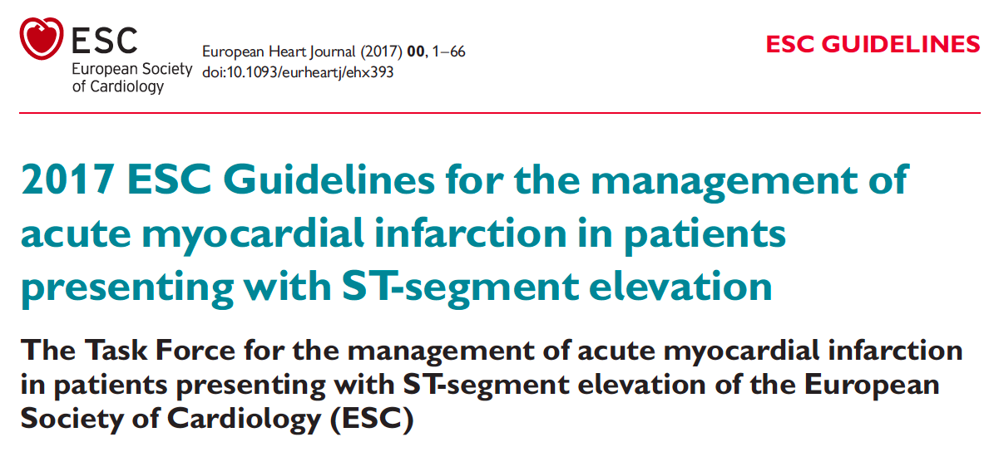 ESC
European Society
of Cardiology
European Heart Journal (2017) 00, 1–66
doi:10.1093/eurheartj/ehx393
ESC GUIDELINES
2017 ESC Guidelines for the management of
acute myocardial infarction in patients
presenting with ST-segment elevation
The Task Force for the management of acute myocardial infarction
in patients presenting with ST-segment elevation of the European
Society of Cardiology (ESC)